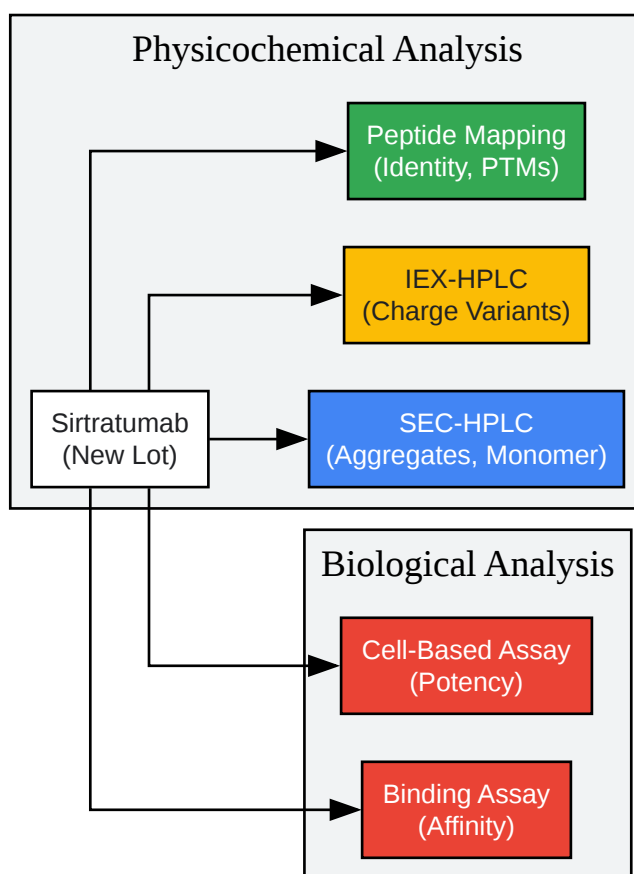 Physicochemical Analysis
Peptide Mapping
(Identity, PTMs)
IEX-HPLC
(Charge Variants)
Sirtratumab
(New Lot)
SEC-HPLC
(Aggregates, Monomer)
Biological Analysis
Cell-Based Assay
(Potency)
Binding Assay
(Affinity)